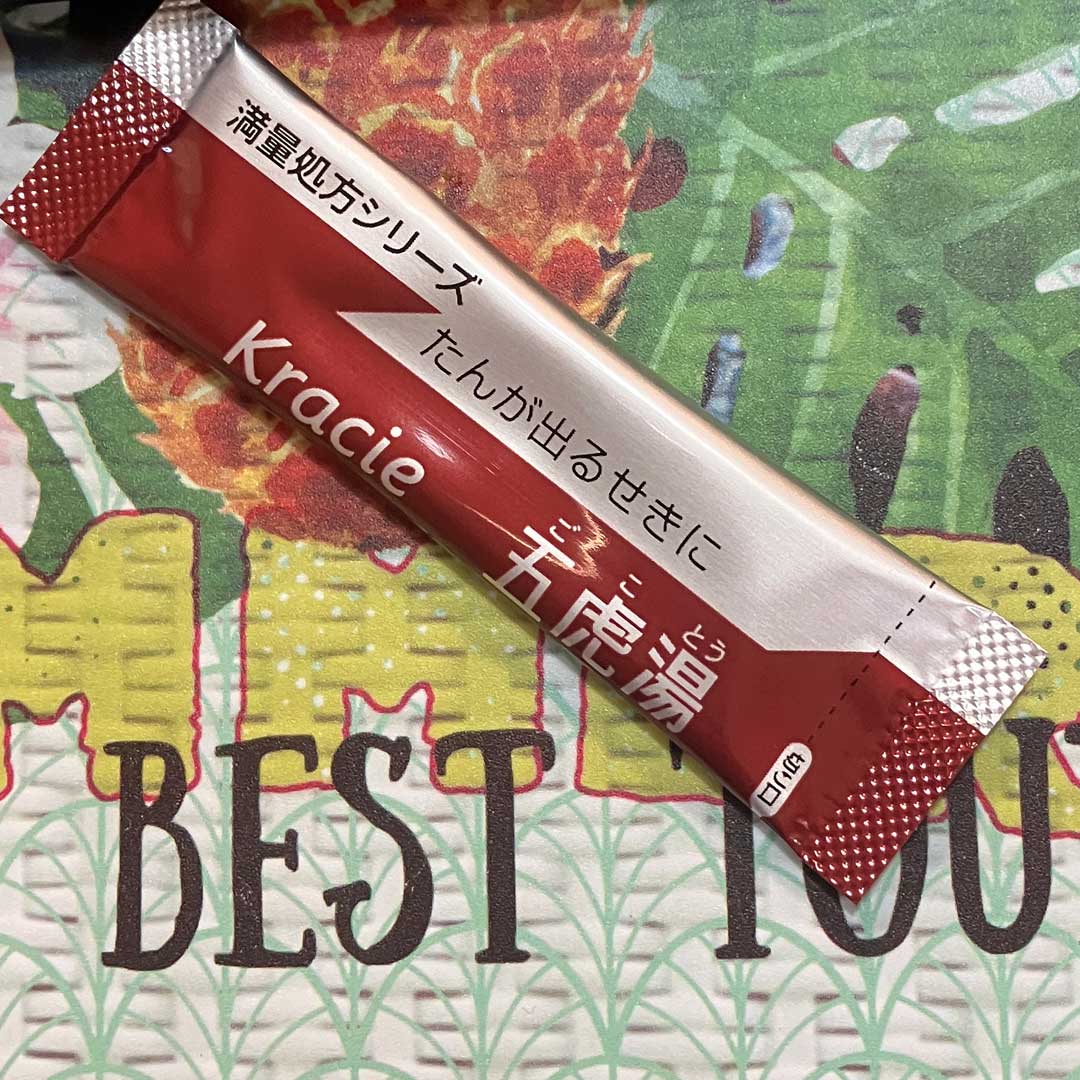 満量処方シリーズ
たんが出るせきに
Kracie
ごことう
五虎湯
切り口
BEST YOU